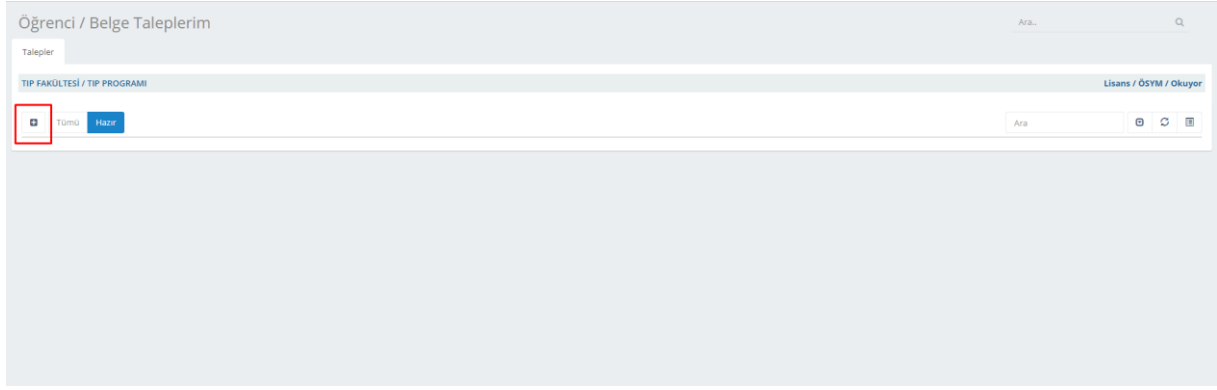 Öğrenci / Belge Taleplerim
Ara...
Talepler
TIP FAKÜLTESİ / TIP PROGRAMI
Lisans / ÖSYM / Okuyor
Tümü
Hazır
Ara